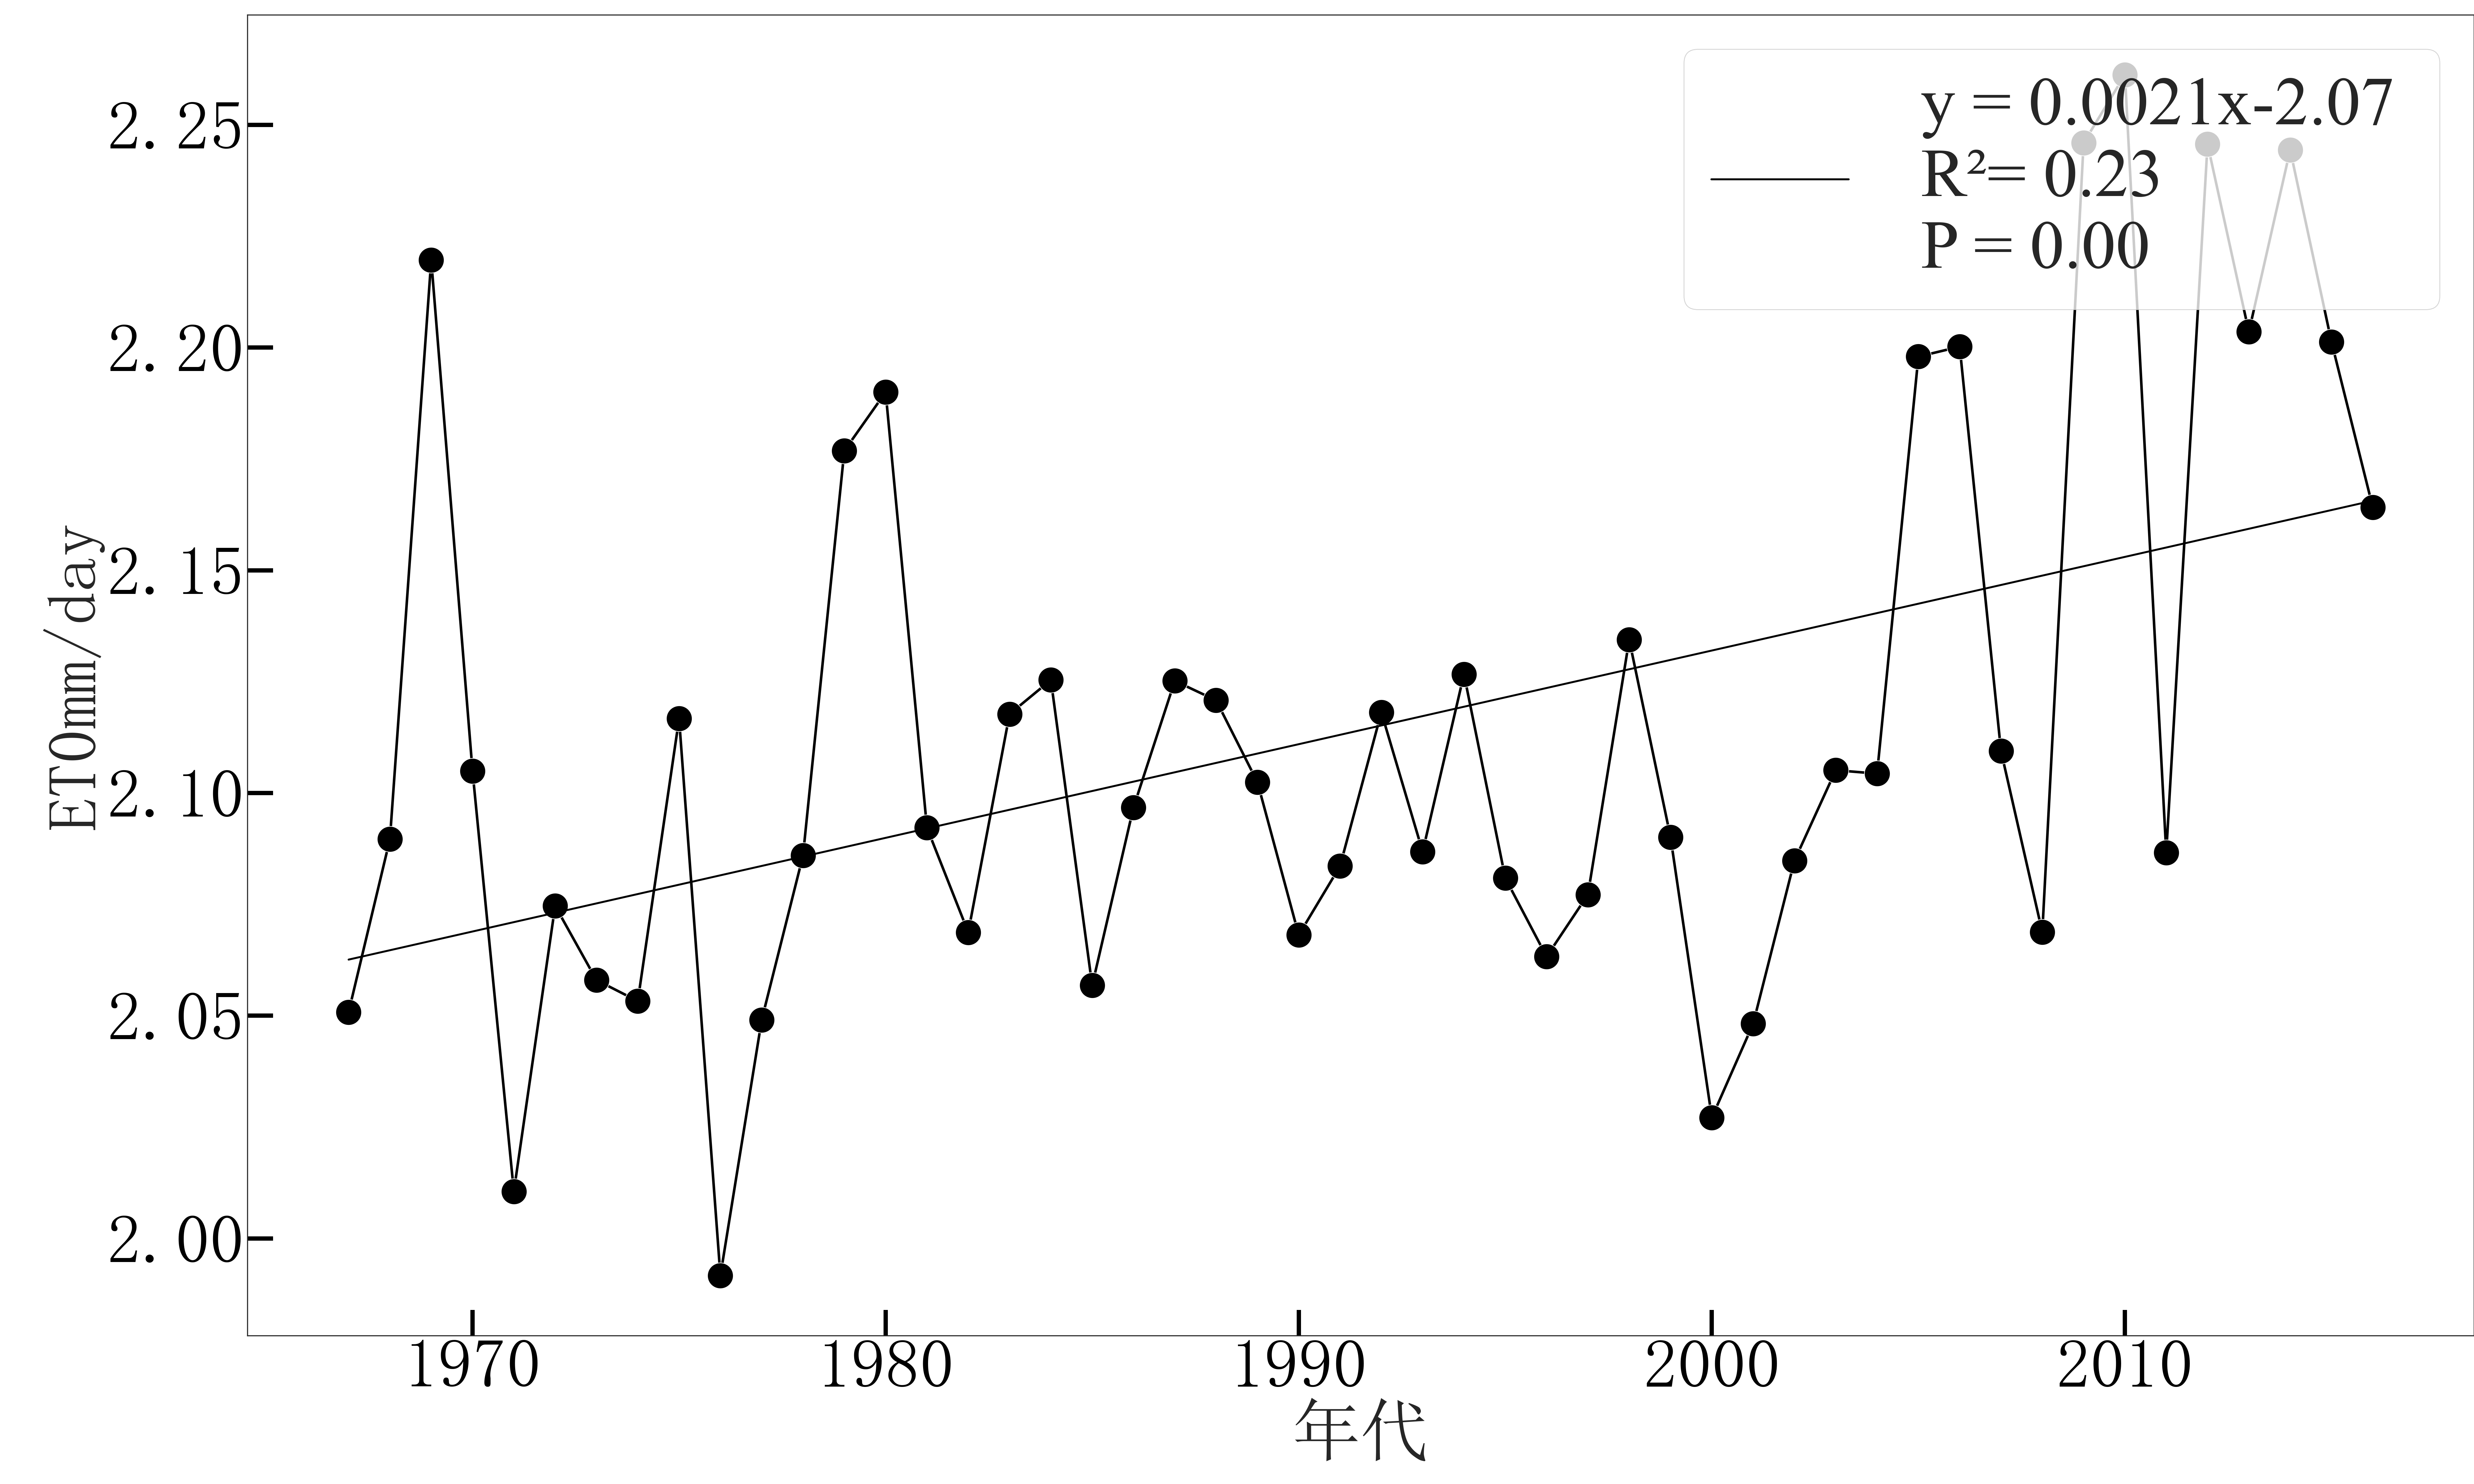 y = 0.0021x-2.07
R²= 0.23
P = 0.00
2.25
2.20
2.15
2.10
2.05
2.00
ET0mm/day
1970 1980 1990 2000 2010
年代